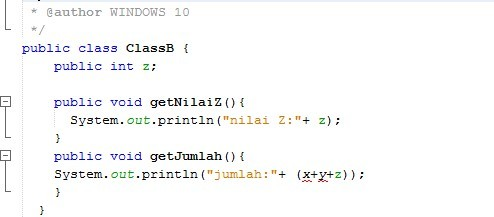 * @author WINDOWS 10
*/
public class ClassB {
public int z;
public void getNilaiZ(){
System.out.println("nilai Z:"+ z);
}
public void getJumlah(){
System.out.println("jumlah:"+ (x+y+z));
}
}